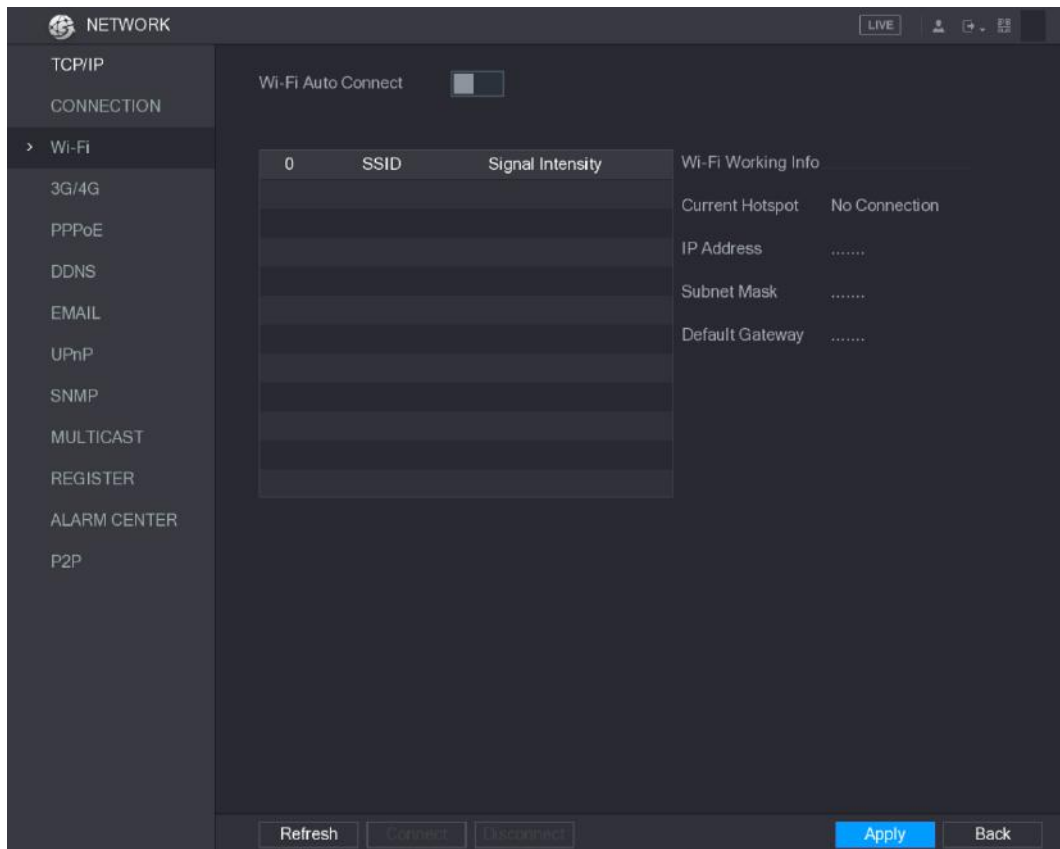 NETWORK
LIVE
TCP/IP
CONNECTION
> Wi-Fi
3G/4G
PPPoE
DDNS
EMAIL
UPnP
SNMP
MULTICAST
REGISTER
ALARM CENTER
P2P
Wi-Fi Auto Connect
0 SSID Signal Intensity
Wi-Fi Working Info
Current Hotspot No Connection
IP Address .......
Subnet Mask .......
Default Gateway .......
Refresh Connect Disconnect Apply Back